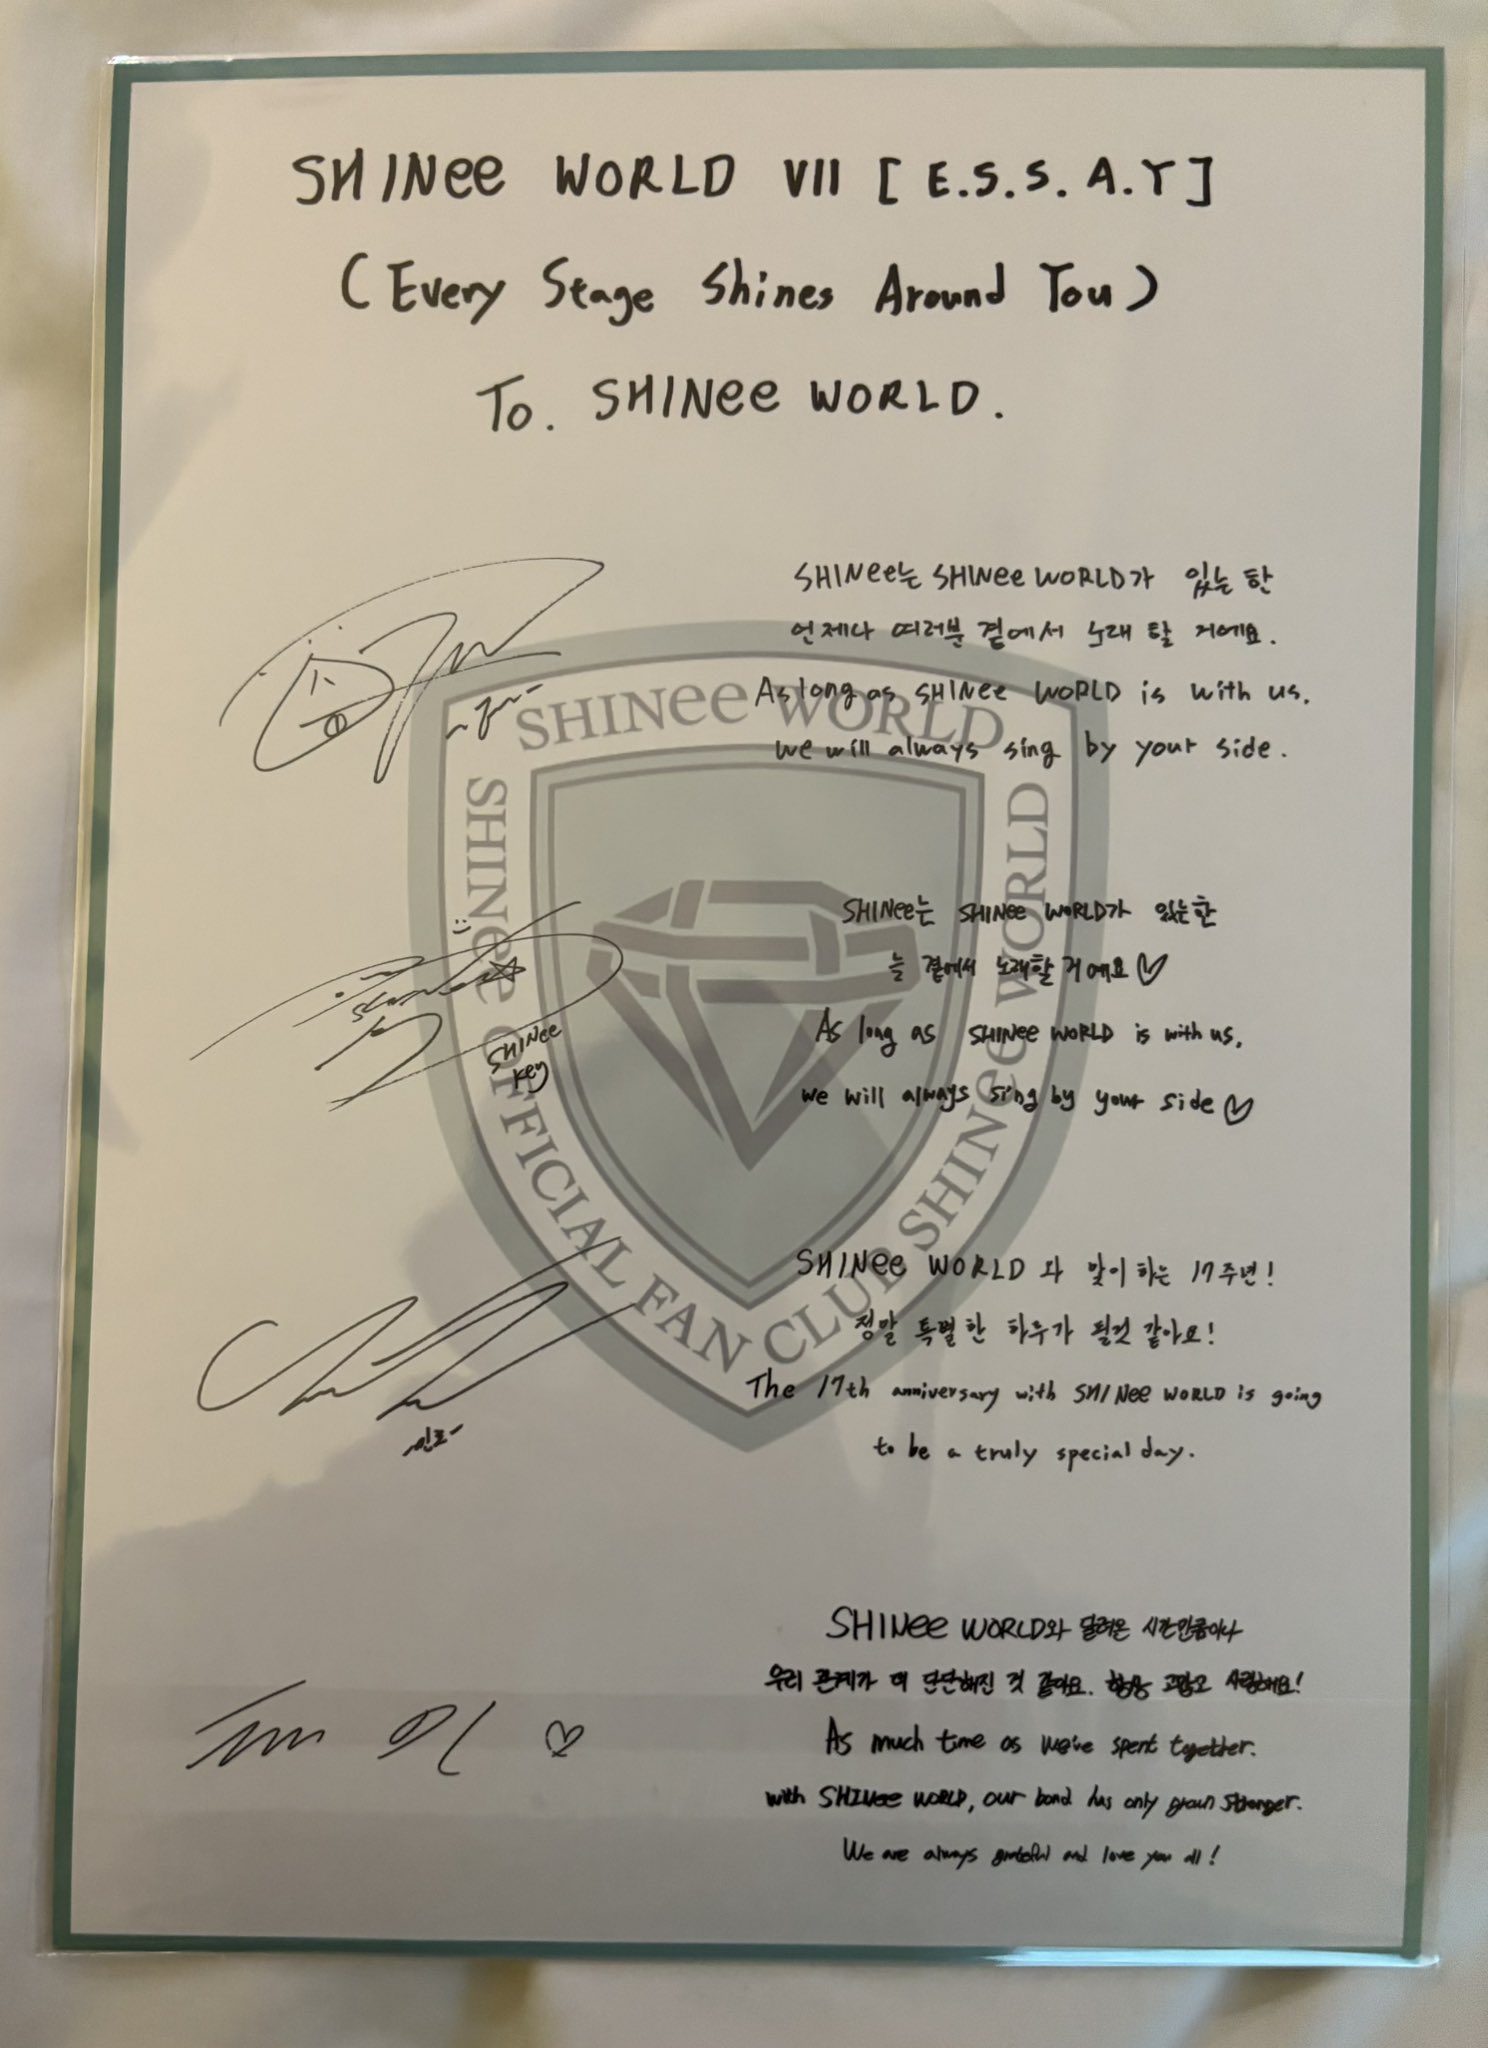 SHINee WORLD VII [E.S.S.A.Y]
(Every Stage Shines Around You)
To. SHINee WORLD.
SHINee는 SHINee WORLD가 있는 한
언제나 여러분 곁에서 노래 할 거에요.
As long as SHINee WORLD is with us.
we will always sing by your side.
SHINee는 SHINee WORLD가 있는한
늘 곁에서 노래할 거에요♡
As long as SHINee WORLD is with us,
we will always sing by your side♡
SHINee
Key
SHINee WORLD와 맞이하는 17주년!
정말 특별한 하루가 될것 같아요!
The 17th anniversary with SHINee WORLD is going
to be a truly special day.
-민호-
SHINee WORLD와 달려온 시간만큼이나
우리 관계가 더 단단해진 것 같아요. 항상 고맙고 사랑해요!
As much time as we've spent together.
with SHINee WORLD, our bond has only grown stronger.
We are always grateful and love you all!
SHINee WORLD
SHINee OFFICIAL FAN CLUB SHINee WORLD